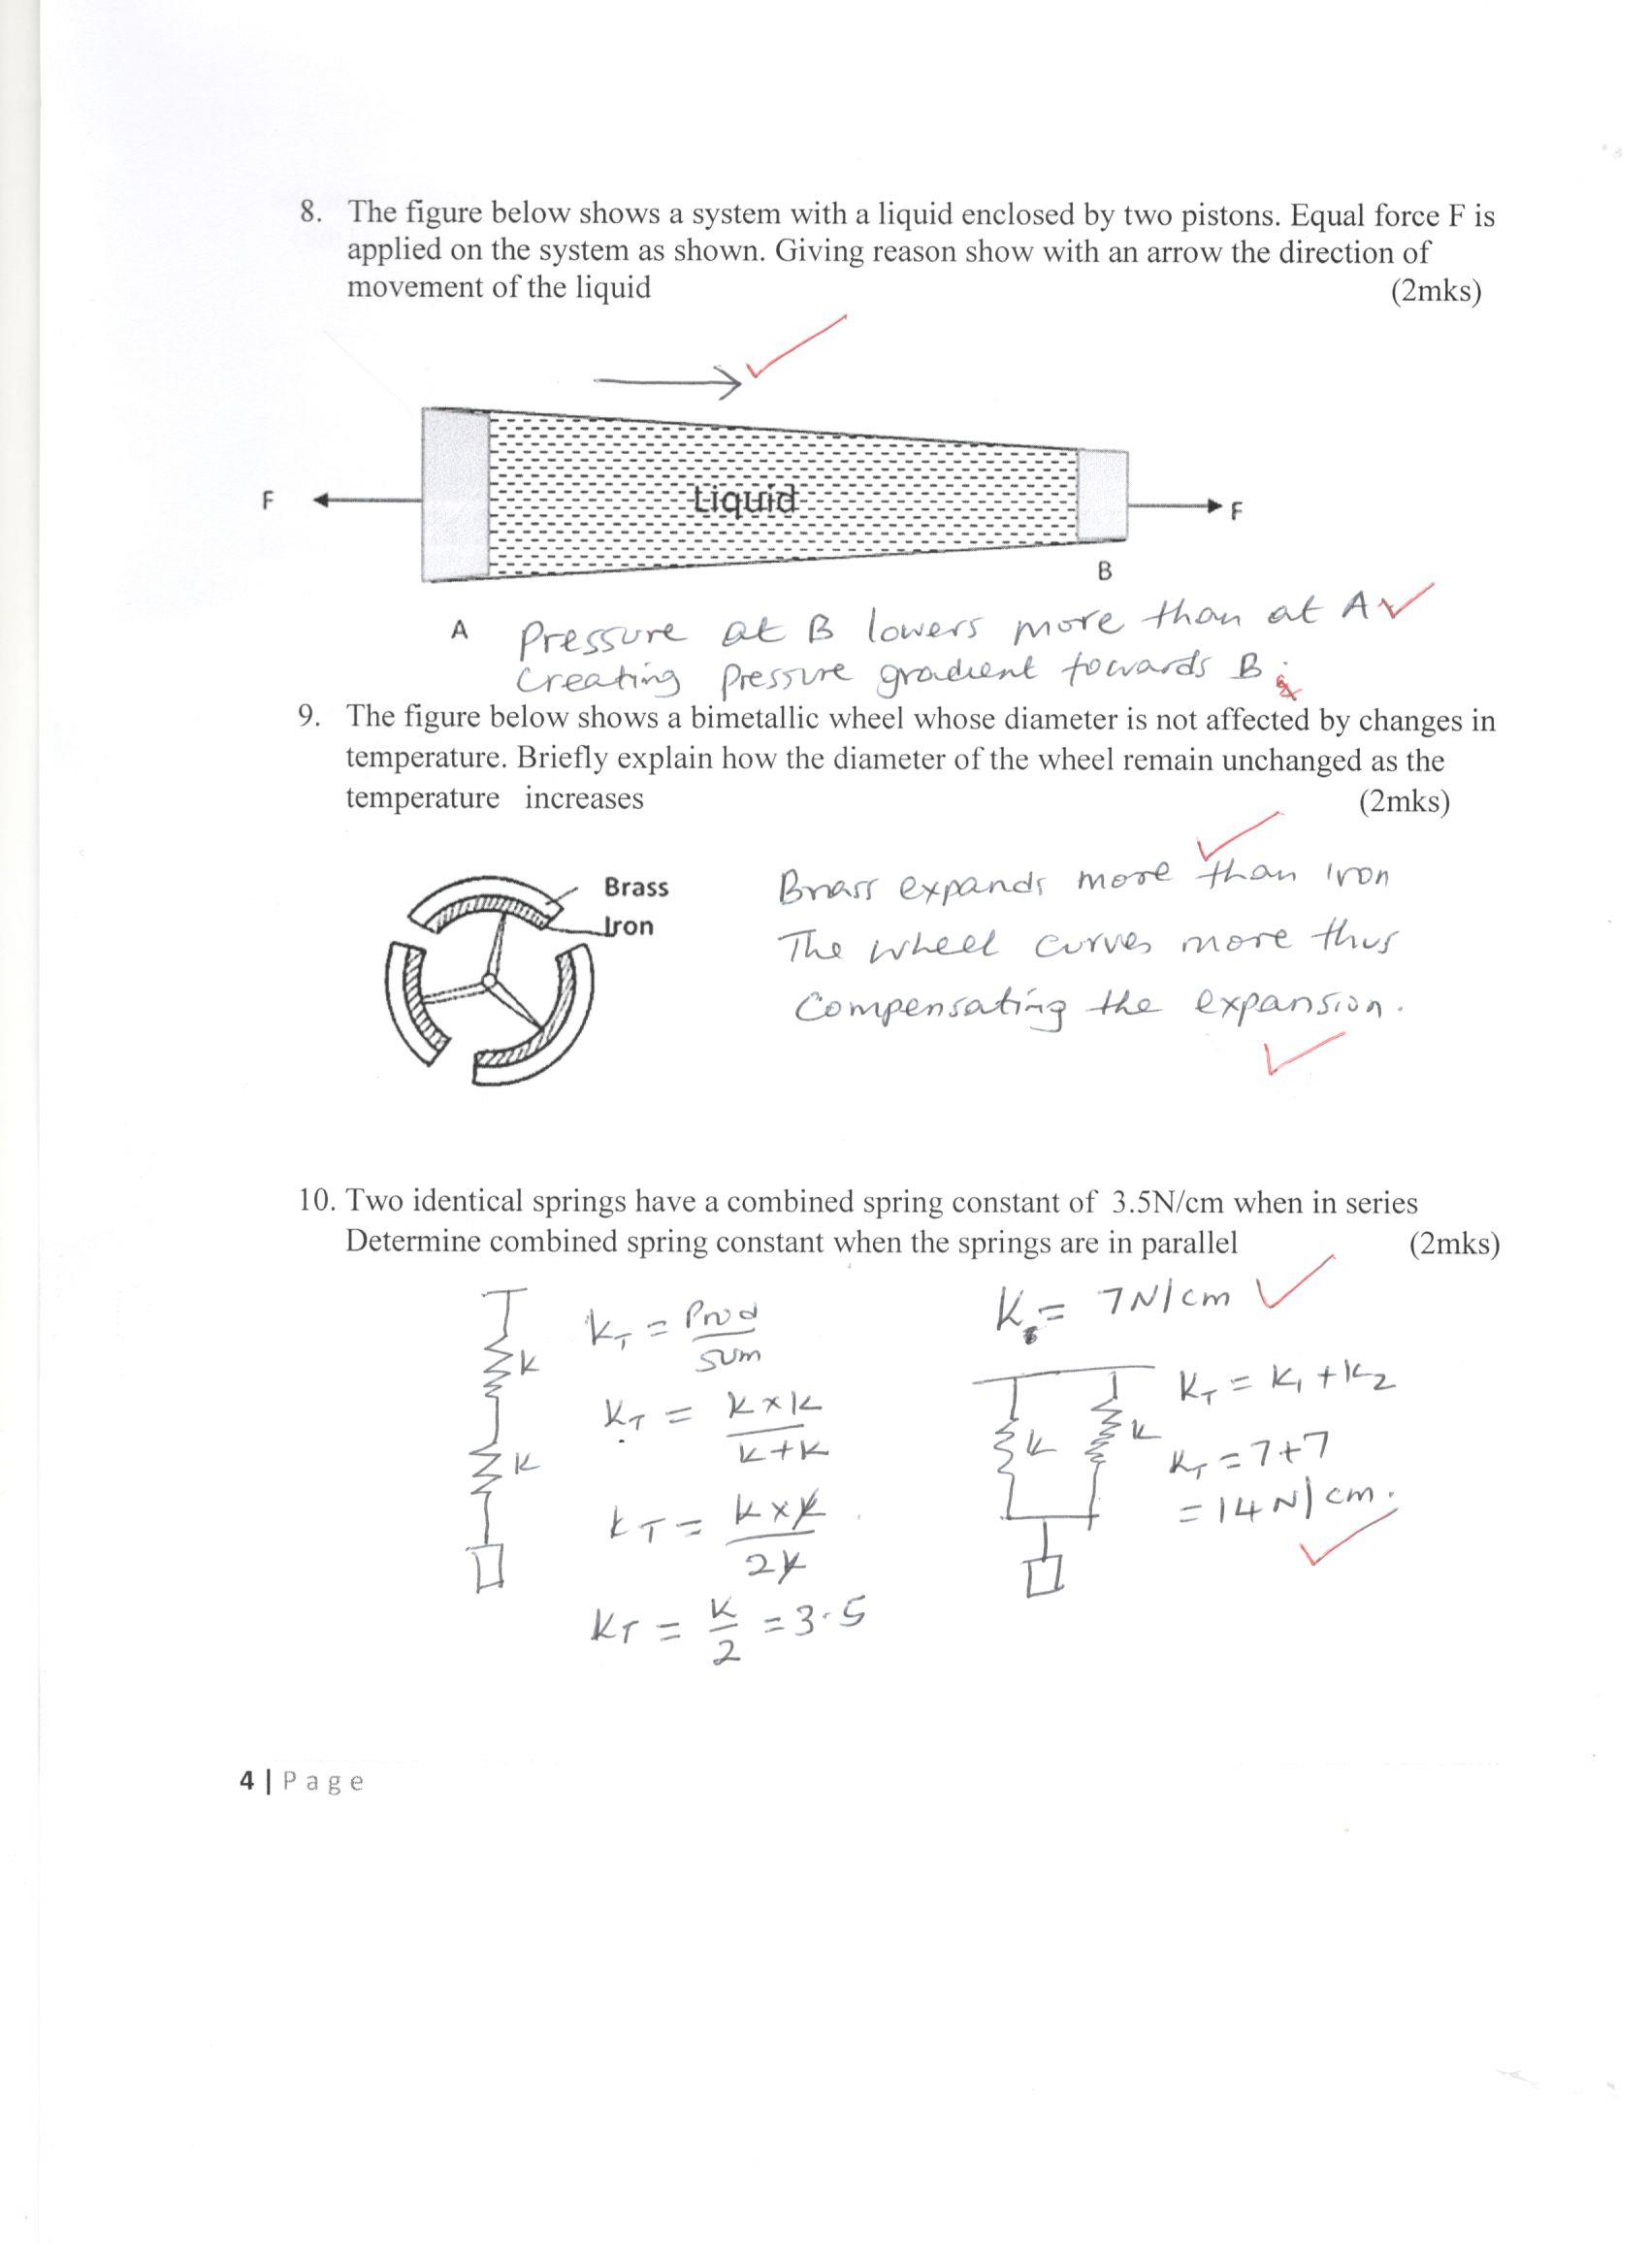 8. The figure below shows a system with a liquid enclosed by two pistons. Equal force F is
applied on the system as shown. Giving reason show with an arrow the direction of
movement of the liquid (2mks)
F Liquid F
B
A Pressure at B lowers more than at A
creating pressure gradient towards B
9. The figure below shows a bimetallic wheel whose diameter is not affected by changes in
temperature. Briefly explain how the diameter of the wheel remain unchanged as the
temperature increases (2mks)
Brass
Iron
Brass expands more than Iron
The wheel curves more thus
Compensating the expansion.
10. Two identical springs have a combined spring constant of 3.5N/cm when in series
Determine combined spring constant when the springs are in parallel (2mks)
K
K
KT = Prod / sum
KT = K x K / K + K
KT = K x K / 2K
KT = K / 2 = 3.5
K = 7N/cm
K K
KT = K1 + K2
KT = 7+7
= 14 N/cm.
4 | Page